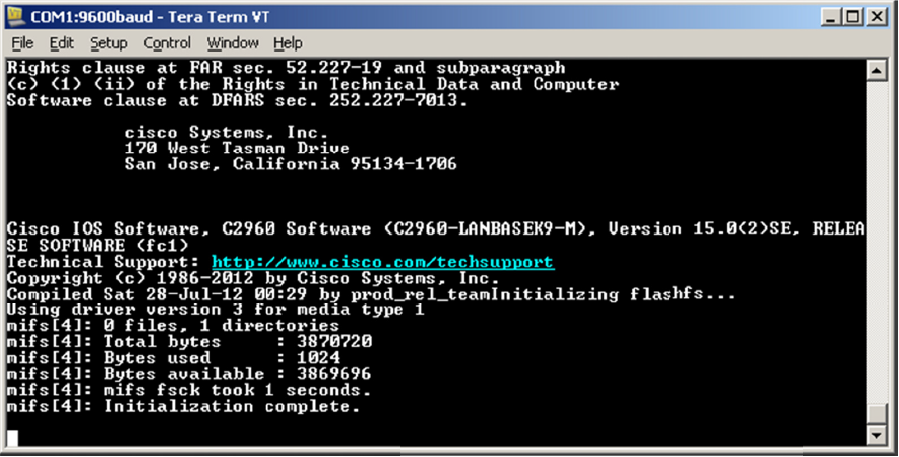 COM1:9600baud - Tera Term VT
File Edit Setup Control Window Help
Rights clause at FAR sec. 52.227-19 and subparagraph
(c) (1) (ii) of the Rights in Technical Data and Computer
Software clause at DFARS sec. 252.227-7013.
cisco Systems, Inc.
170 West Tasman Drive
San Jose, California 95134-1706
Cisco IOS Software, C2960 Software (C2960-LANBASEK9-M), Version 15.0(2)SE, RELEA
SE SOFTWARE (fc1)
Technical Support: http://www.cisco.com/techsupport
Copyright (c) 1986-2012 by Cisco Systems, Inc.
Compiled Sat 28-Jul-12 00:29 by prod_rel_teamInitializing flashfs...
Using driver version 3 for media type 1
mifs[4]: 0 files, 1 directories
mifs[4]: Total bytes     : 3870720
mifs[4]: Bytes used      : 1024
mifs[4]: Bytes available : 3869696
mifs[4]: mifs fsck took 1 seconds.
mifs[4]: Initialization complete.